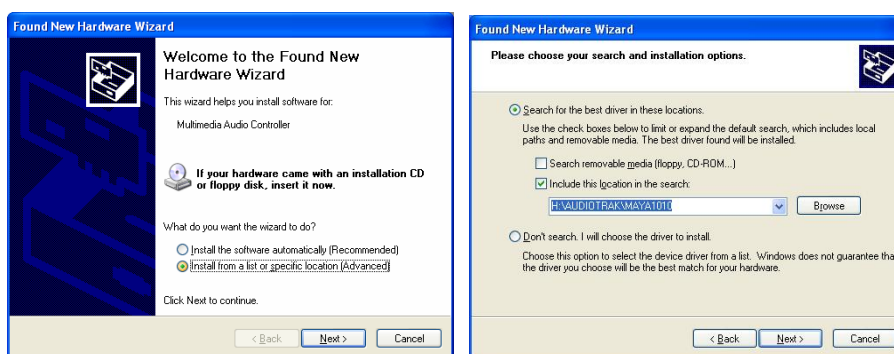 Found New Hardware Wizard
Welcome to the Found New
Hardware Wizard
This wizard helps you install software for:
Multimedia Audio Controller
If your hardware came with an installation CD
or floppy disk, insert it now.
What do you want the wizard to do?
Install the software automatically (Recommended)
Install from a list or specific location (Advanced)
Click Next to continue.
< Back
Next >
Cancel
Found New Hardware Wizard
Please choose your search and installation options.
Search for the best driver in these locations.
Use the check boxes below to limit or expand the default search, which includes local
paths and removable media. The best driver found will be installed.
Search removable media (floppy, CD-ROM...)
Include this location in the search:
H:\AUDIOTRAK\MAYA1010
Browse
Don't search. I will choose the driver to install.
Choose this option to select the device driver from a list. Windows does not guarantee tha
the driver you choose will be the best match for your hardware.
< Back
Next >
Cancel